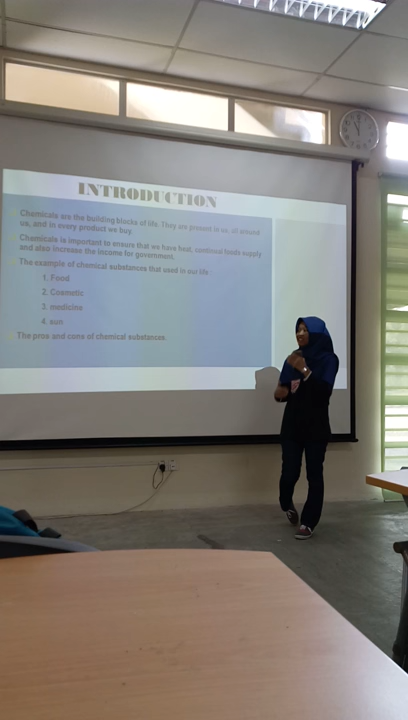 INTRODUCTION
Chemicals are the building blocks of life. They are present in us, all around
us, and in every product we buy.
Chemicals is important to ensure that we have heat, continual foods supply
and also increase the income for government.
The example of chemical substances that used in our life
1. Food
2. Cosmetic
3. medicine
4. sun
The pros and cons of chemical substances.